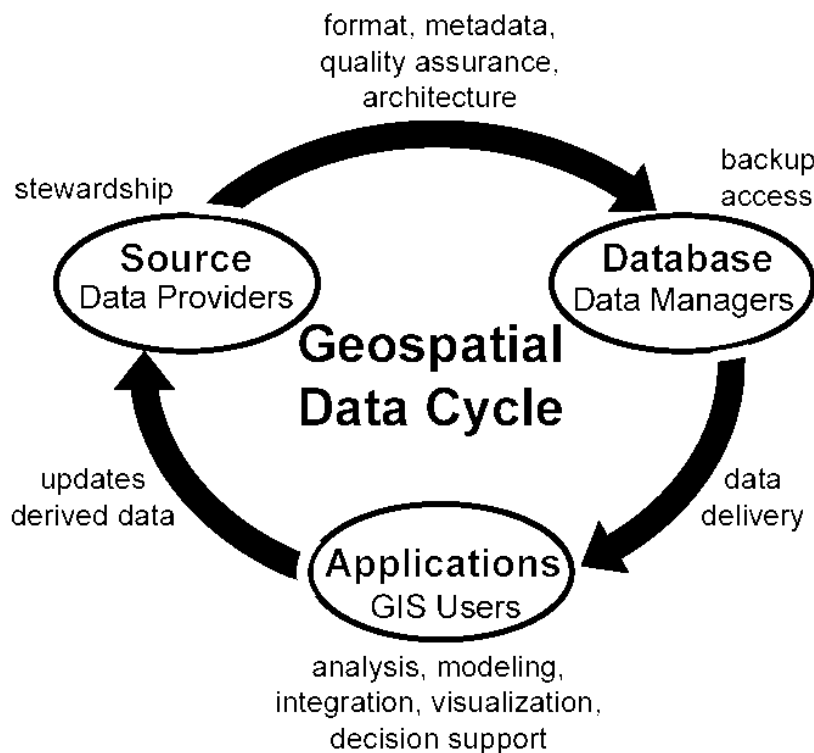 format, metadata,
quality assurance,
architecture
stewardship
backup
access
Source
Data Providers
Database
Data Managers
Geospatial
Data Cycle
updates
derived data
data
delivery
Applications
GIS Users
analysis, modeling,
integration, visualization,
decision support